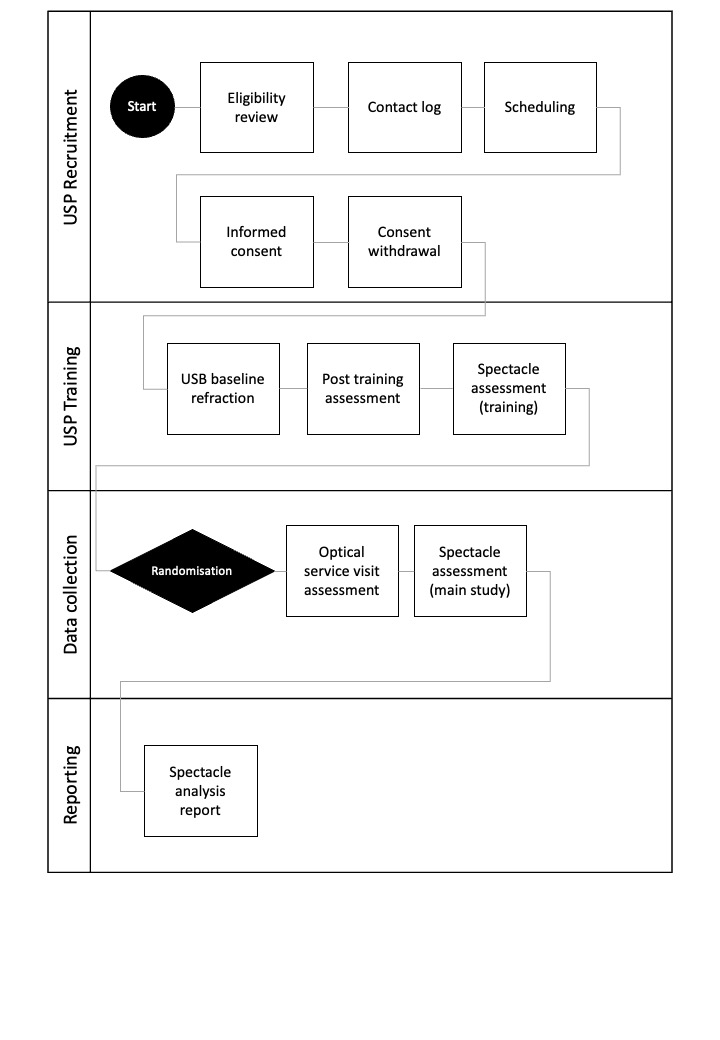 USP Recruitment
Start
Eligibility
review
Contact log
Scheduling
Informed
consent
Consent
withdrawal
USP Training
USB baseline
refraction
Post training
assessment
Spectacle
assessment
(training)
Data collection
Randomisation
Optical
service visit
assessment
Spectacle
assessment
(main study)
Reporting
Spectacle
analysis
report